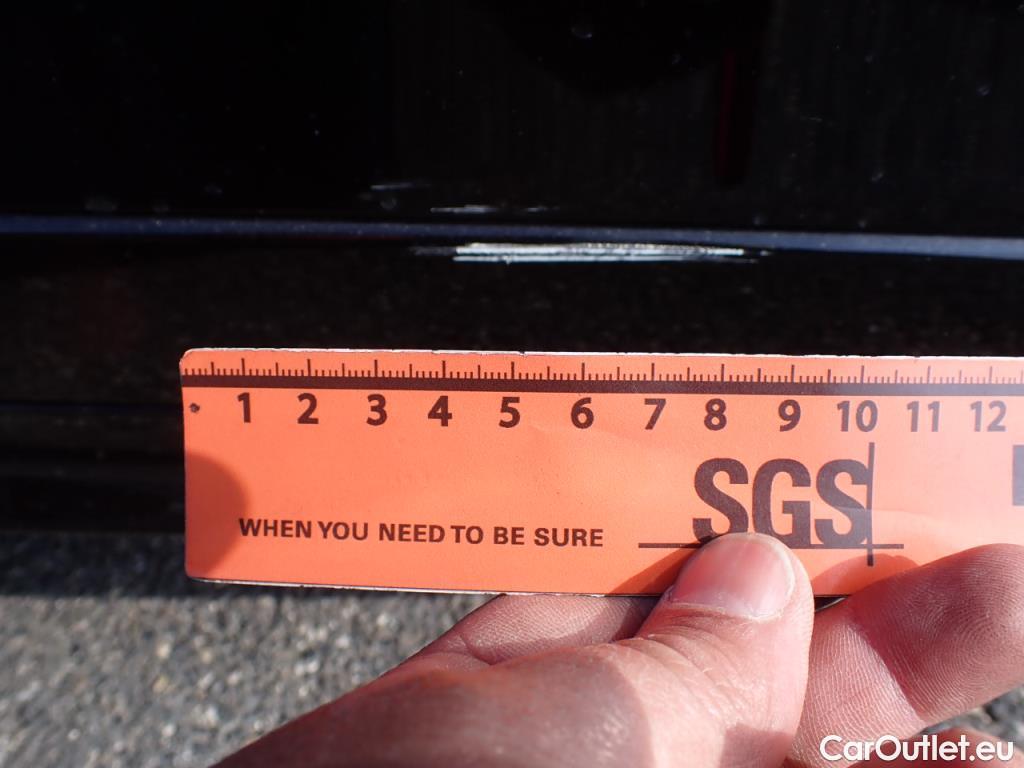 1 2 3 4 5 6 7 8 9 10 11 12
SGS
WHEN YOU NEED TO BE SURE
CarOutlet.eu